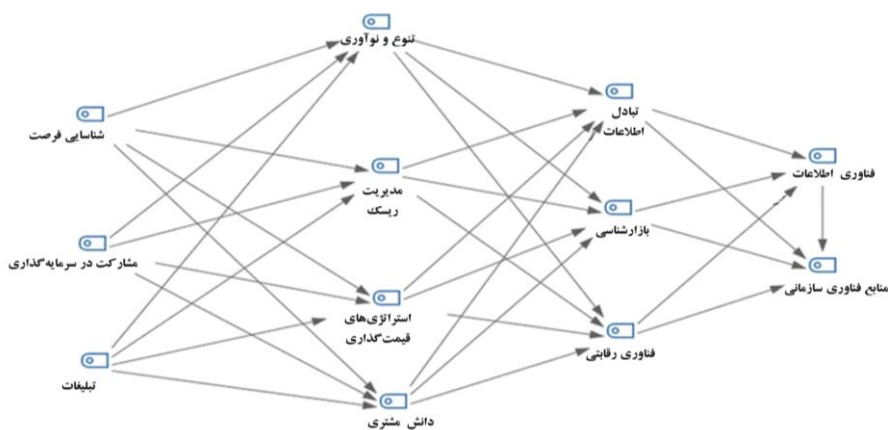 تنوع و نوآوری
شناسایی فرصت
تبادل
اطلاعات
مدیریت
ریسک
فناوری اطلاعات
بازارشناسی
مشارکت در سرمایه‌گذاری
منابع فناوری سازمانی
استراتژی‌های
قیمت‌گذاری
فناوری رقابتی
تبلیغات
دانش مشتری